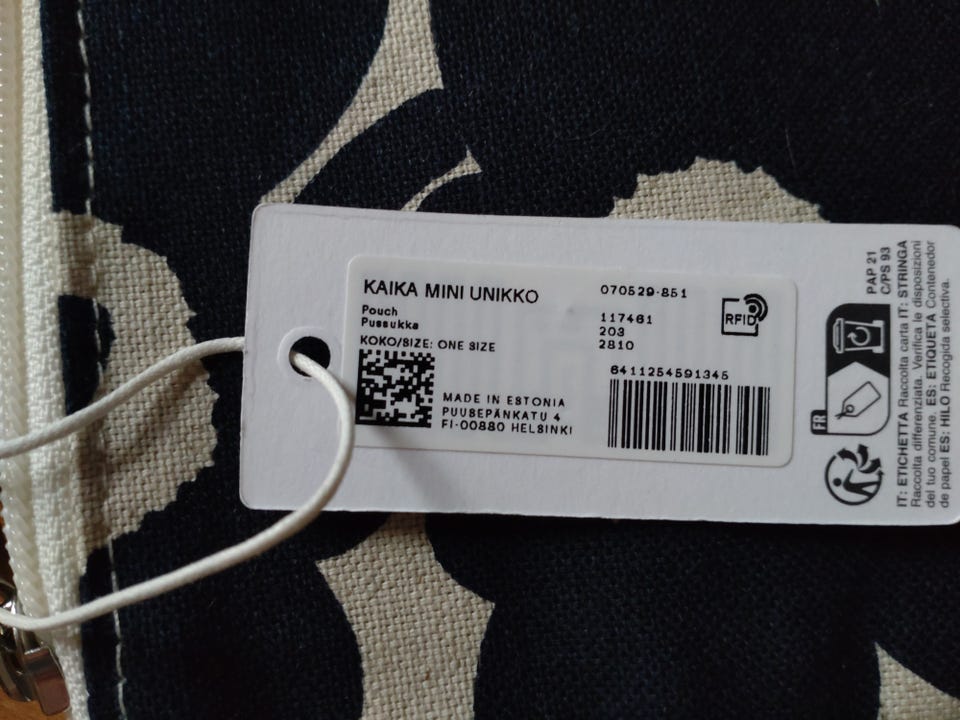 KAIKA MINI UNIKKO
Pouch
Pussukka
KOKO/SIZE: ONE SIZE
MADE IN ESTONIA
PUUSEPÄNKATU 4
FI-00880 HELSINKI
070529-851
117461
203
2810
6411254591345
RFID
FR
PAP 21
C/PS 93
IT: ETICHETTA Raccolta carta IT: STRINGA
Raccolta differenziata. Verifica le disposizioni
del tuo comune. ES: ETIQUETA Contenedor
de papel ES: HILO Recogida selectiva.